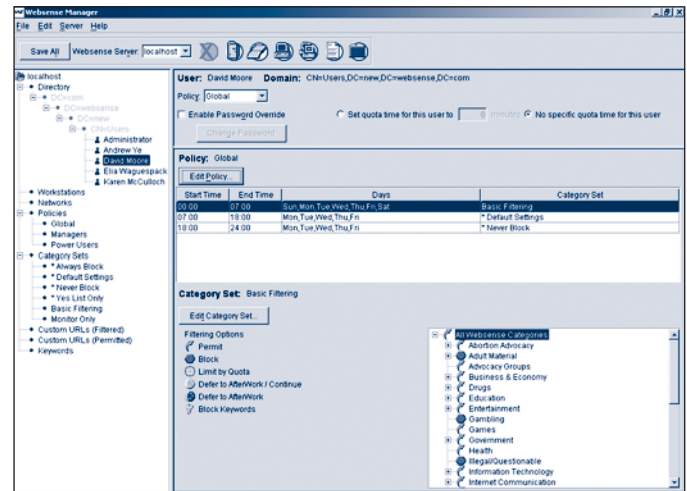 Websense Manager
File Edit Server Help
Save All Websense Server: localhost
localhost
Directory
DC=com
DC=websense
DC=new
CN=Users
Administrator
Andrew Ye
David Moore
Elia Waguespack
Karen McCulloch
Workstations
Networks
Policies
Global
Managers
Power Users
Category Sets
* Always Block
* Default Settings
* Never Block
* Yes List Only
Basic Filtering
Monitor Only
Custom URLs (Filtered)
Custom URLs (Permitted)
Keywords
User: David Moore Domain: CN=Users,DC=new,DC=websense,DC=com
Policy: Global
Enable Password Override Set quota time for this user to 0 minutes No specific quota time for this user
Change Password
Policy: Global
Edit Policy...
Start Time End Time Days Category Set
00:00 07:00 Sun,Mon,Tue,Wed,Thu,Fri,Sat Basic Filtering
07:00 18:00 Mon,Tue,Wed,Thu,Fri * Default Settings
18:00 24:00 Mon,Tue,Wed,Thu,Fri * Never Block
Category Set: Basic Filtering
Edit Category Set...
Filtering Options
Permit
Block
Limit by Quota
Defer to AfterWork / Continue
Defer to AfterWork
Block Keywords
All Websense Categories
Abortion Advocacy
Adult Material
Advocacy Groups
Business & Economy
Drugs
Education
Entertainment
Gambling
Games
Government
Health
Illegal/Questionable
Information Technology
Internet Communication